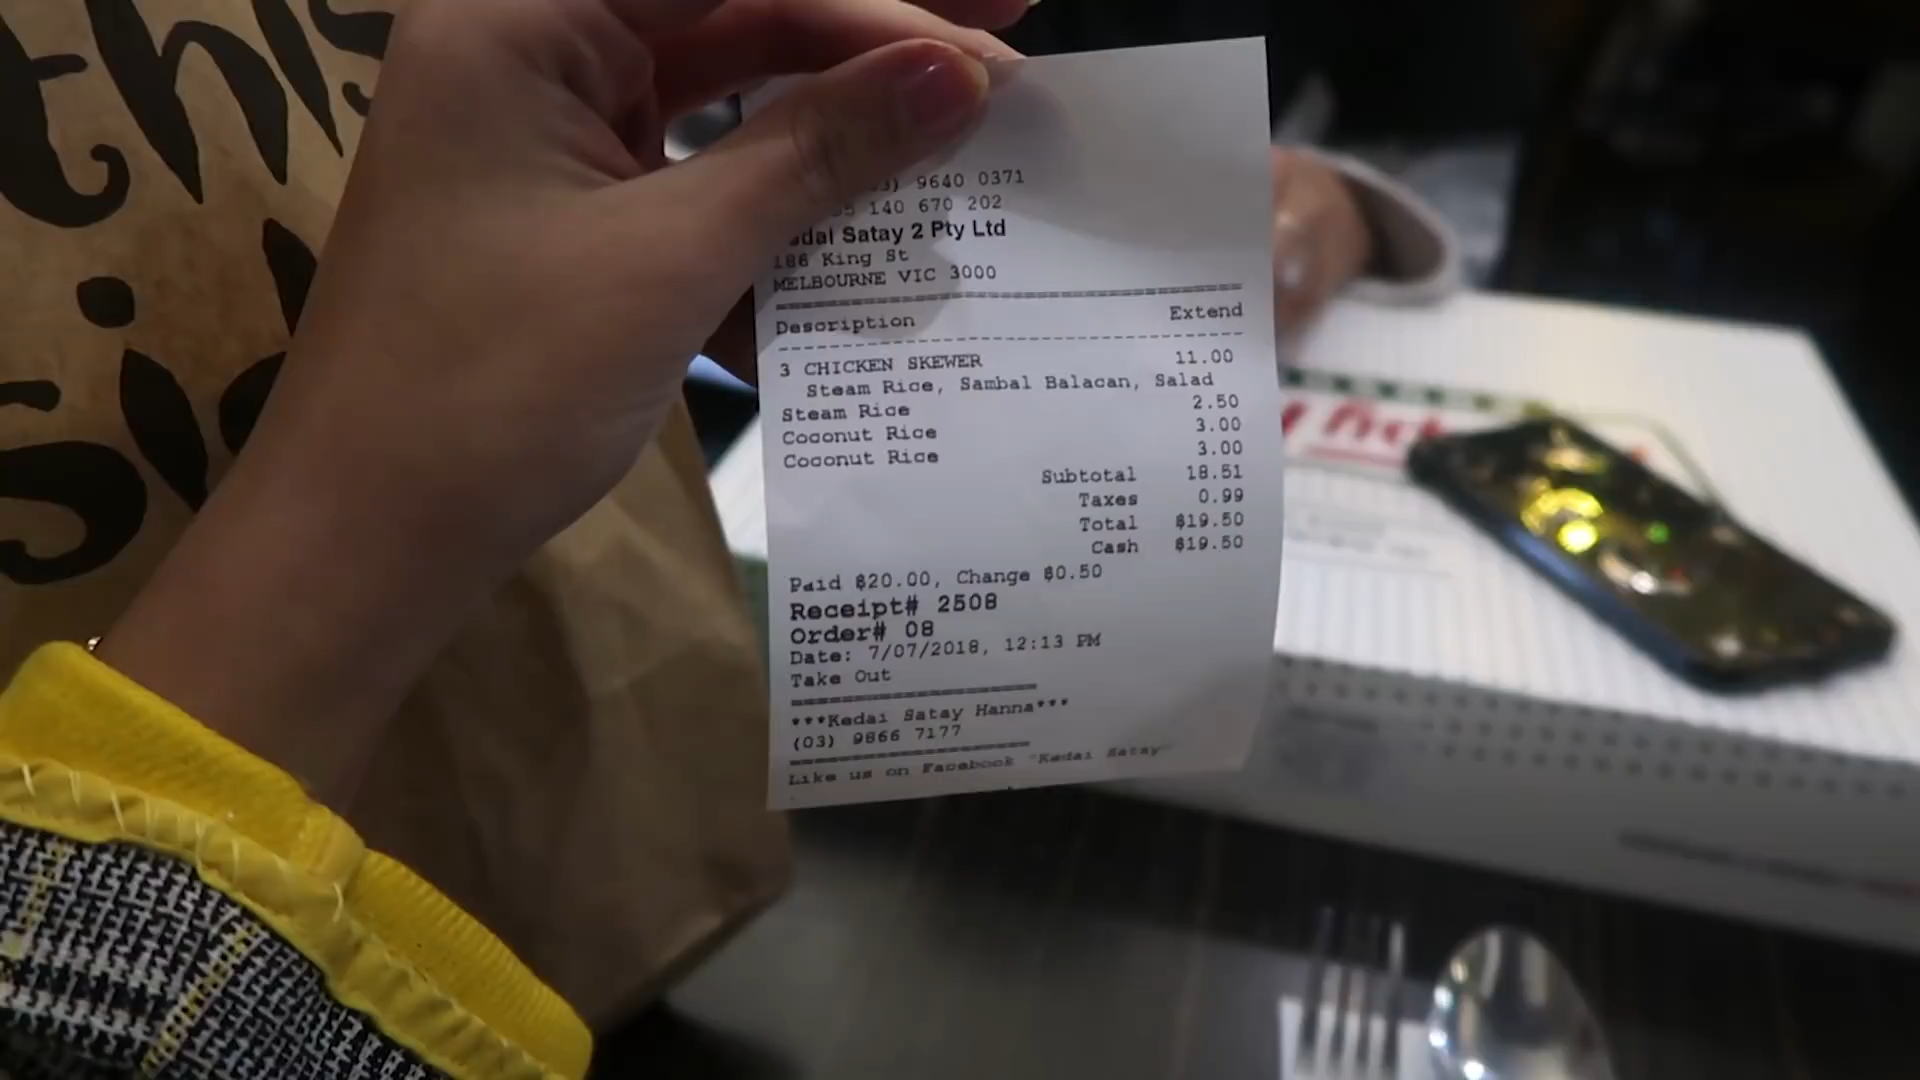 this
03) 9640 0371
140 670 202
edai Satay 2 Pty Ltd
186 King St
MELBOURNE VIC 3000
Description Extend
3 CHICKEN SKEWER 11.00
Steam Rice, Sambal Balacan, Salad
Steam Rice 2.50
Coconut Rice 3.00
Coconut Rice 3.00
Subtotal 18.51
Taxes 0.99
Total $19.50
Cash $19.50
Paid $20.00, Change $0.50
Receipt# 2508
Order# 08
Date: 7/07/2018, 12:13 PM
Take Out
***Kedai Satay Hanna***
(03) 9866 7177
Like us on Facebook "Kedai Satay"